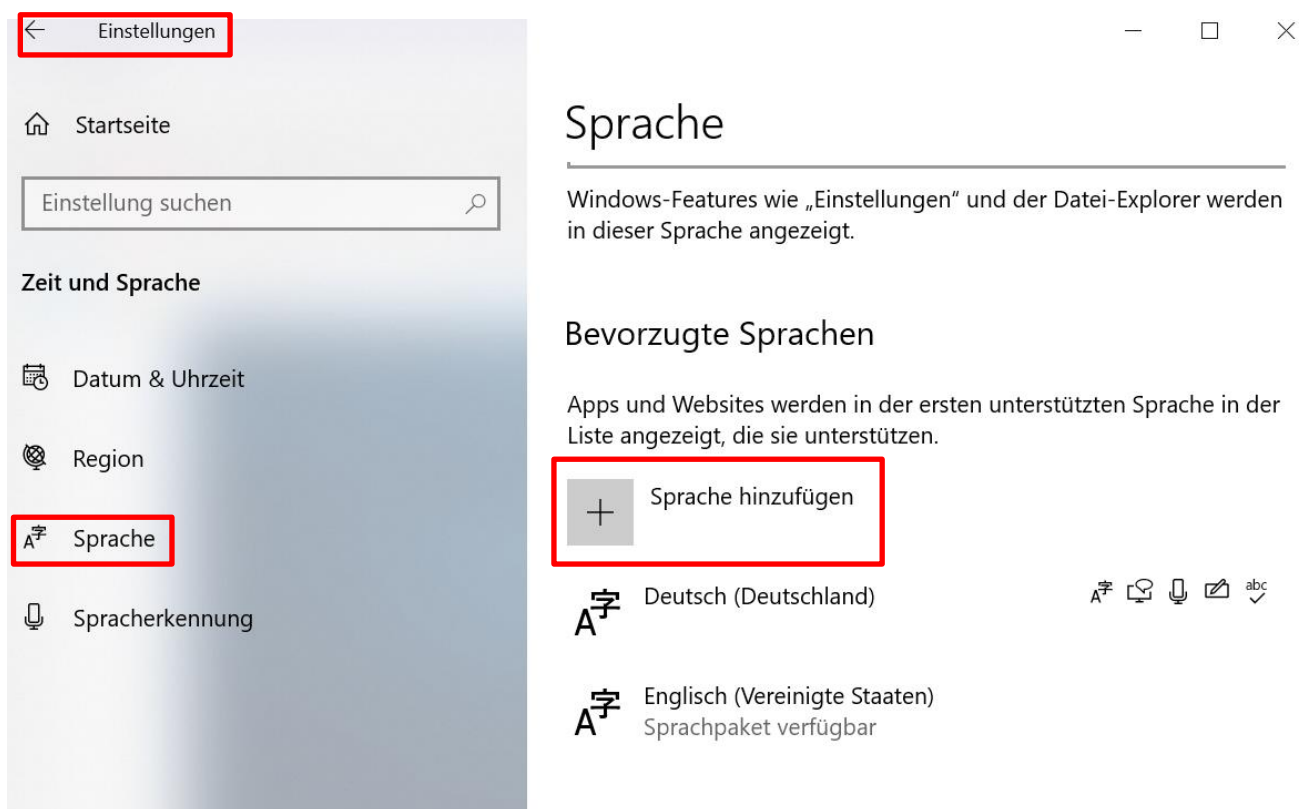 Einstellungen
Startseite
Einstellung suchen
Zeit und Sprache
Datum & Uhrzeit
Region
Sprache
Spracherkennung
Sprache
Windows-Features wie „Einstellungen“ und der Datei-Explorer werden
in dieser Sprache angezeigt.
Bevorzugte Sprachen
Apps und Websites werden in der ersten unterstützten Sprache in der
Liste angezeigt, die sie unterstützen.
Sprache hinzufügen
Deutsch (Deutschland)
abc
Englisch (Vereinigte Staaten)
Sprachpaket verfügbar